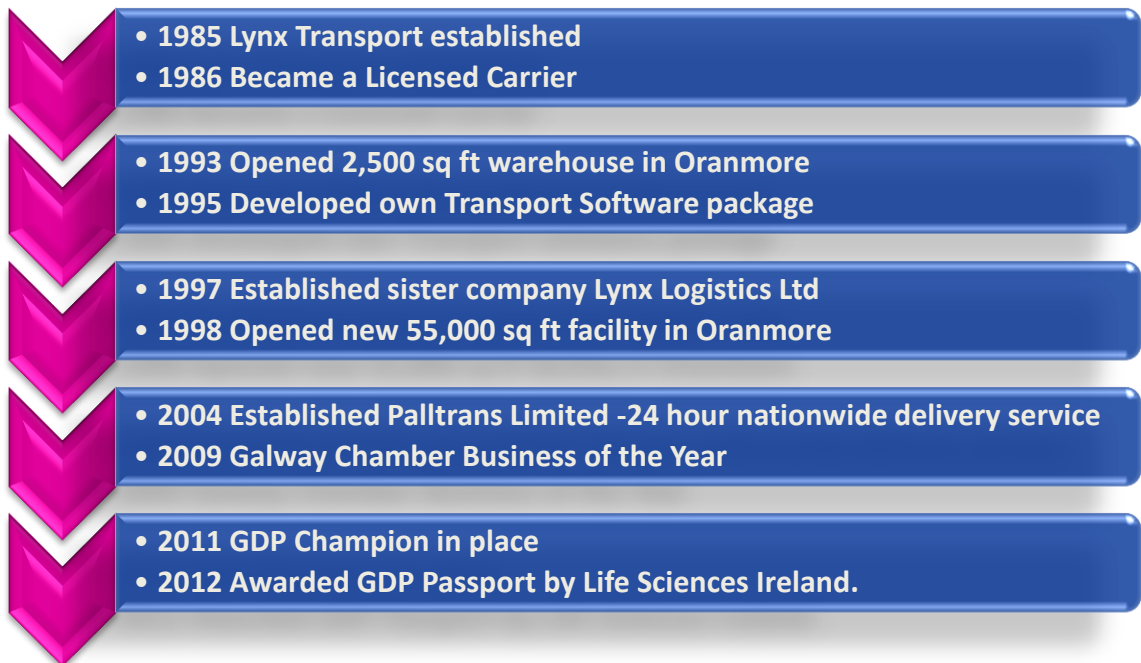 • 1985 Lynx Transport established
• 1986 Became a Licensed Carrier
• 1993 Opened 2,500 sq ft warehouse in Oranmore
• 1995 Developed own Transport Software package
• 1997 Established sister company Lynx Logistics Ltd
• 1998 Opened new 55,000 sq ft facility in Oranmore
• 2004 Established Palltrans Limited -24 hour nationwide delivery service
• 2009 Galway Chamber Business of the Year
• 2011 GDP Champion in place
• 2012 Awarded GDP Passport by Life Sciences Ireland.